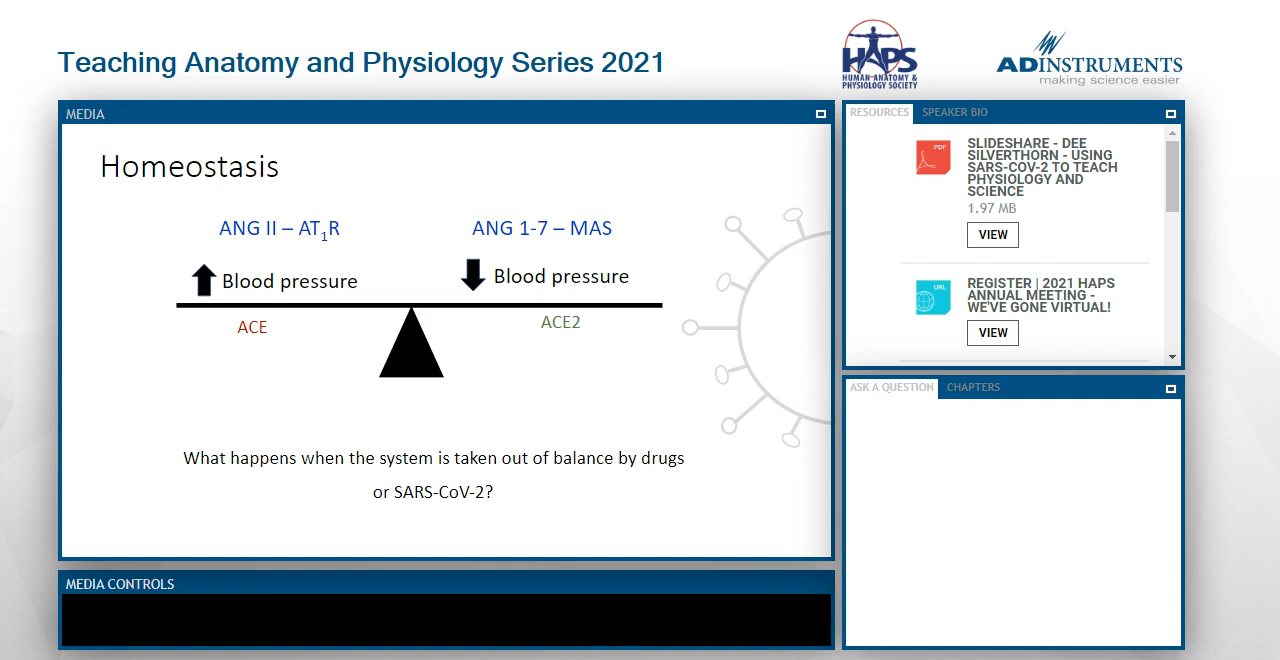 Teaching Anatomy and Physiology Series 2021
HAPS
HUMAN ANATOMY &
PHYSIOLOGY SOCIETY
ADINSTRUMENTS
making science easier
MEDIA
Homeostasis
ANG II – AT1R
ANG 1-7 – MAS
Blood pressure
Blood pressure
ACE
ACE2
What happens when the system is taken out of balance by drugs
or SARS-CoV-2?
MEDIA CONTROLS
RESOURCES
SPEAKER BIO
PDF
SLIDESHARE - DEE
SILVERTHORN - USING
SARS-COV-2 TO TEACH
PHYSIOLOGY AND
SCIENCE
1.97 MB
VIEW
URL
REGISTER | 2021 HAPS
ANNUAL MEETING -
WE'VE GONE VIRTUAL!
VIEW
ASK A QUESTION
CHAPTERS